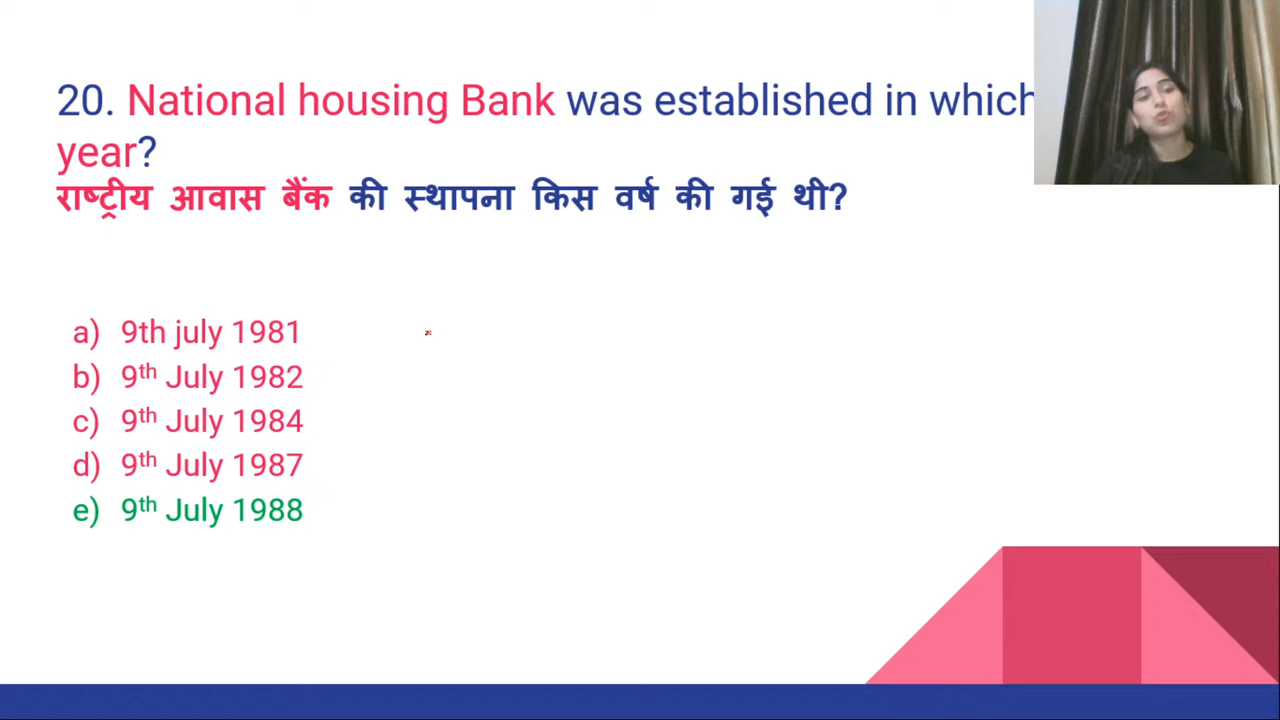 20. National housing Bank was established in which
year?
राष्ट्रीय आवास बैंक की स्थापना किस वर्ष की गई थी?
a) 9th july 1981
b) 9th July 1982
c) 9th July 1984
d) 9th July 1987
e) 9th July 1988